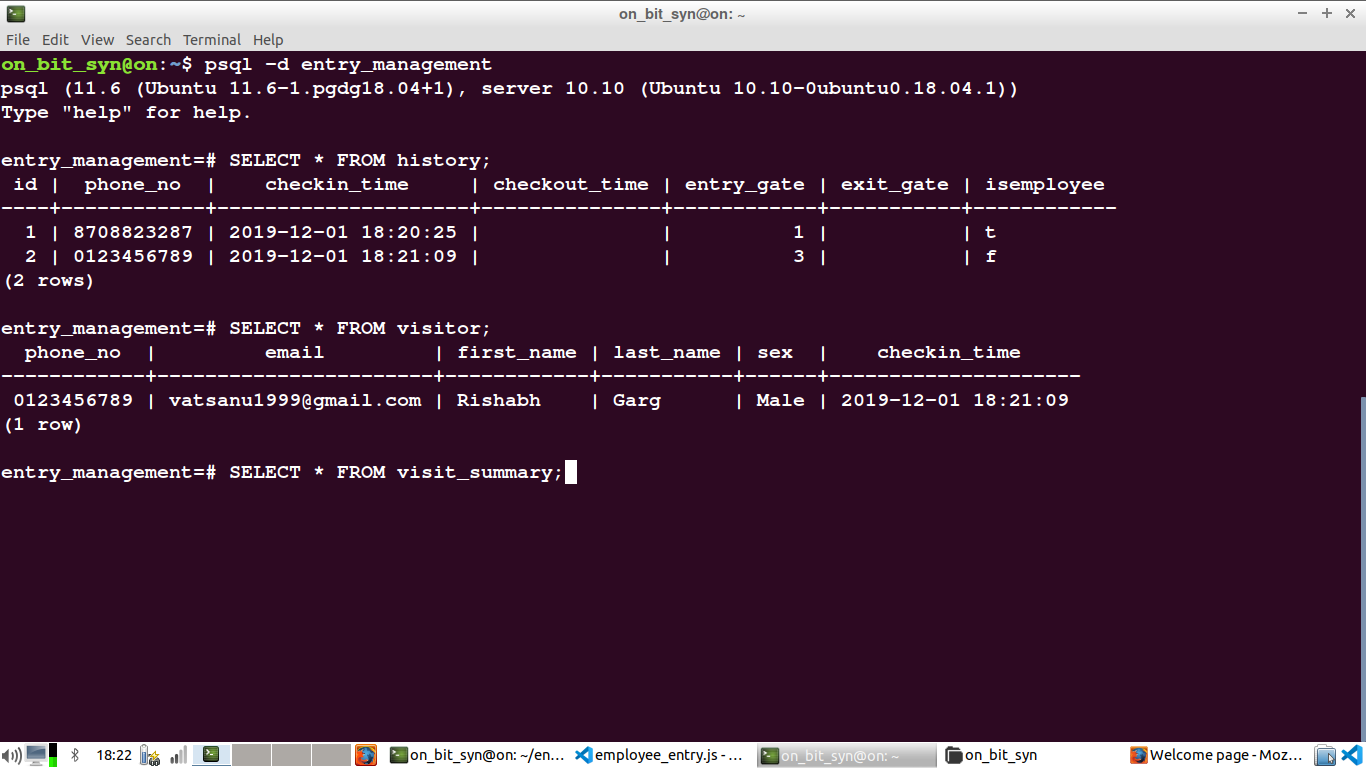 on_bit_syn@on: ~
File Edit View Search Terminal Help
on_bit_syn@on:~$ psql -d entry_management
psql (11.6 (Ubuntu 11.6-1.pgdg18.04+1), server 10.10 (Ubuntu 10.10-0ubuntu0.18.04.1))
Type "help" for help.
entry_management=# SELECT * FROM history;
 id |  phone_no  |    checkin_time     | checkout_time | entry_gate | exit_gate | isemployee
----+------------+---------------------+---------------+------------+-----------+------------
  1 | 8708823287 | 2019-12-01 18:20:25 |               |          1 |           | t
  2 | 0123456789 | 2019-12-01 18:21:09 |               |          3 |           | f
(2 rows)
entry_management=# SELECT * FROM visitor;
  phone_no  |         email         | first_name | last_name | sex  |    checkin_time
------------+-----------------------+------------+-----------+------+---------------------
 0123456789 | vatsanu1999@gmail.com | Rishabh    | Garg      | Male | 2019-12-01 18:21:09
(1 row)
entry_management=# SELECT * FROM visit_summary;
18:22 on_bit_syn@on: ~/en... employee_entry.js - ... on_bit_syn@on: ~ on_bit_syn Welcome page - Moz...